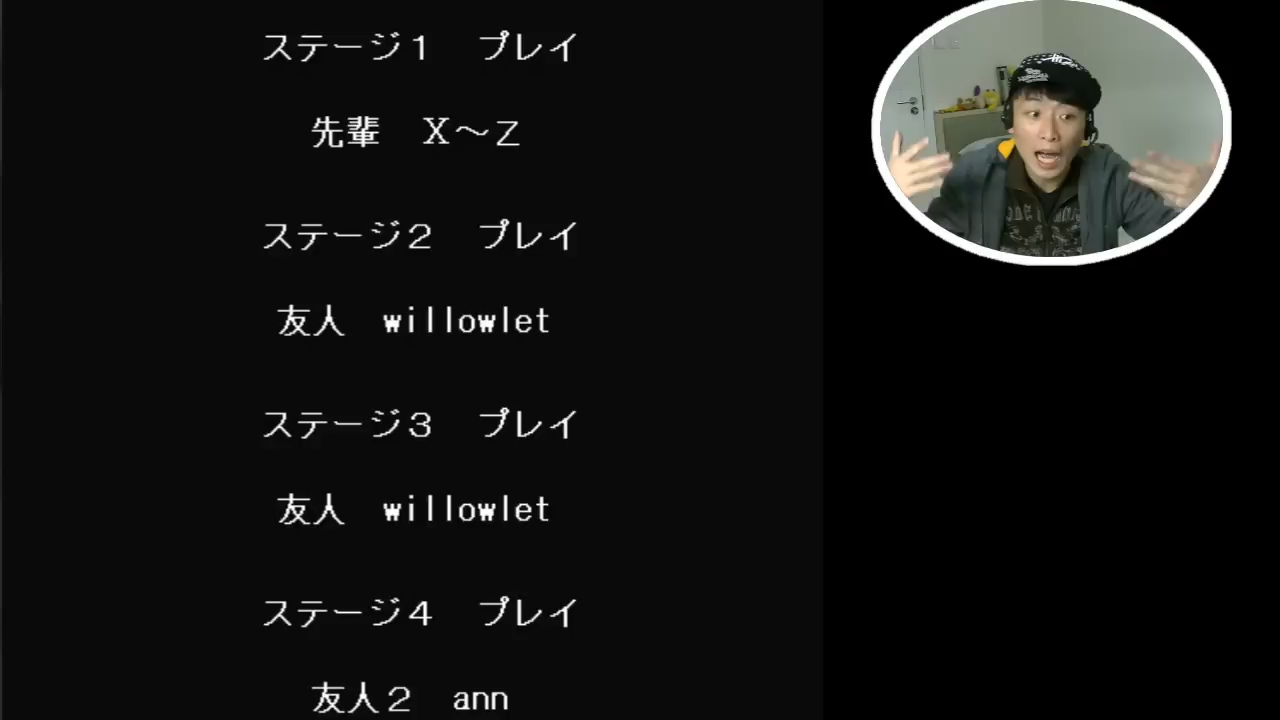 ステージ１　プレイ
先輩　Ｘ～Ｚ
ステージ２　プレイ
友人　willowlet
ステージ３　プレイ
友人　willowlet
ステージ４　プレイ
友人２　ann